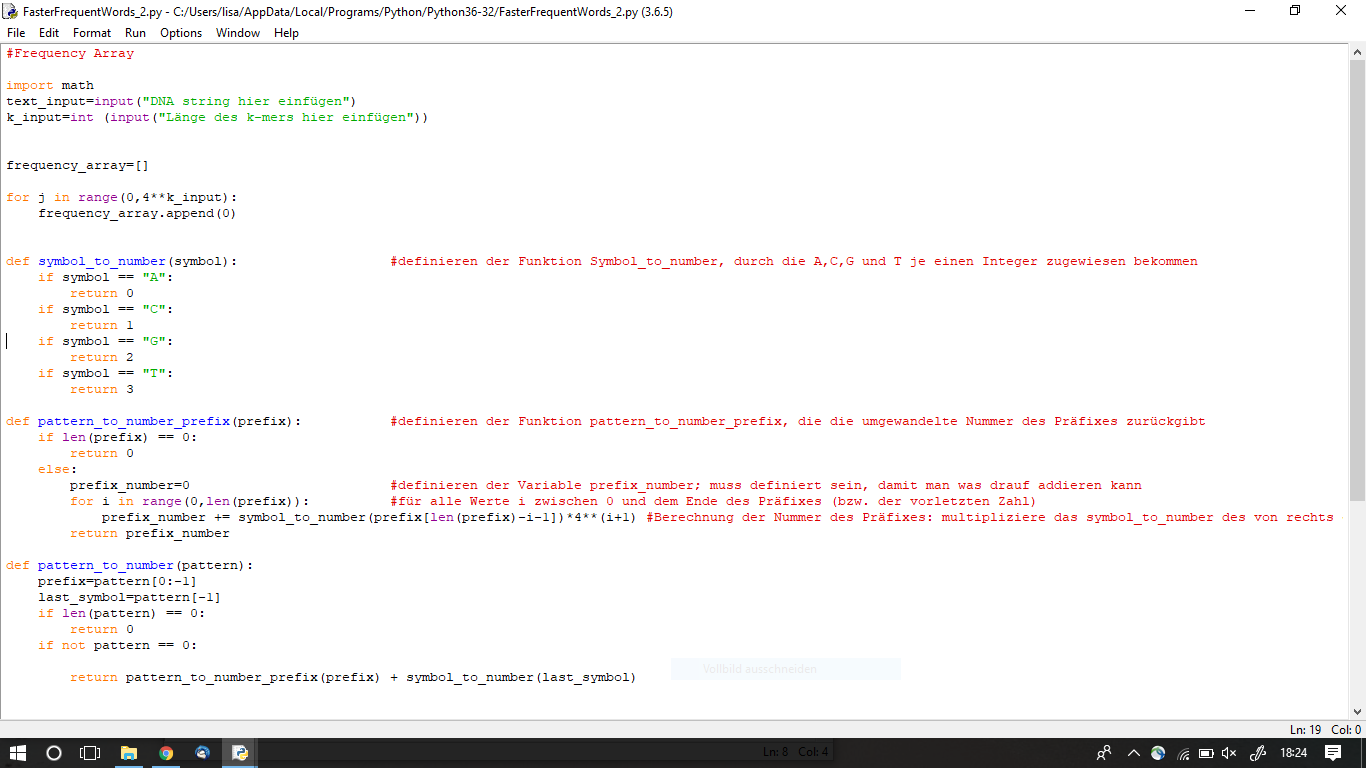 FasterFrequentWords_2.py - C:/Users/lisa/AppData/Local/Programs/Python/Python36-32/FasterFrequentWords_2.py (3.6.5)
File Edit Format Run Options Window Help
#Frequency Array
import math
text_input=input("DNA string hier einfügen")
k_input=int (input("Länge des k-mers hier einfügen"))
frequency_array=[]
for j in range(0,4**k_input):
    frequency_array.append(0)
def symbol_to_number(symbol): #definieren der Funktion Symbol_to_number, durch die A,C,G und T je einen Integer zugewiesen bekommen
    if symbol == "A":
        return 0
    if symbol == "C":
        return 1
    if symbol == "G":
        return 2
    if symbol == "T":
        return 3
def pattern_to_number_prefix(prefix): #definieren der Funktion pattern_to_number_prefix, die die umgewandelte Nummer des Präfixes zurückgibt
    if len(prefix) == 0:
        return 0
    else:
        prefix_number=0 #definieren der Variable prefix_number; muss definiert sein, damit man was drauf addieren kann
        for i in range(0,len(prefix)): #für alle Werte i zwischen 0 und dem Ende des Präfixes (bzw. der vorletzten Zahl)
            prefix_number += symbol_to_number(prefix[len(prefix)-i-1])*4**(i+1) #Berechnung der Nummer des Präfixes: multipliziere das symbol_to_number des von rechts
        return prefix_number
def pattern_to_number(pattern):
    prefix=pattern[0:-1]
    last_symbol=pattern[-1]
    if len(pattern) == 0:
        return 0
    if not pattern == 0:
Vollbild ausschneiden
        return pattern_to_number_prefix(prefix) + symbol_to_number(last_symbol)
Ln: 19 Col: 0
Ln: 8 Col: 4
18:24